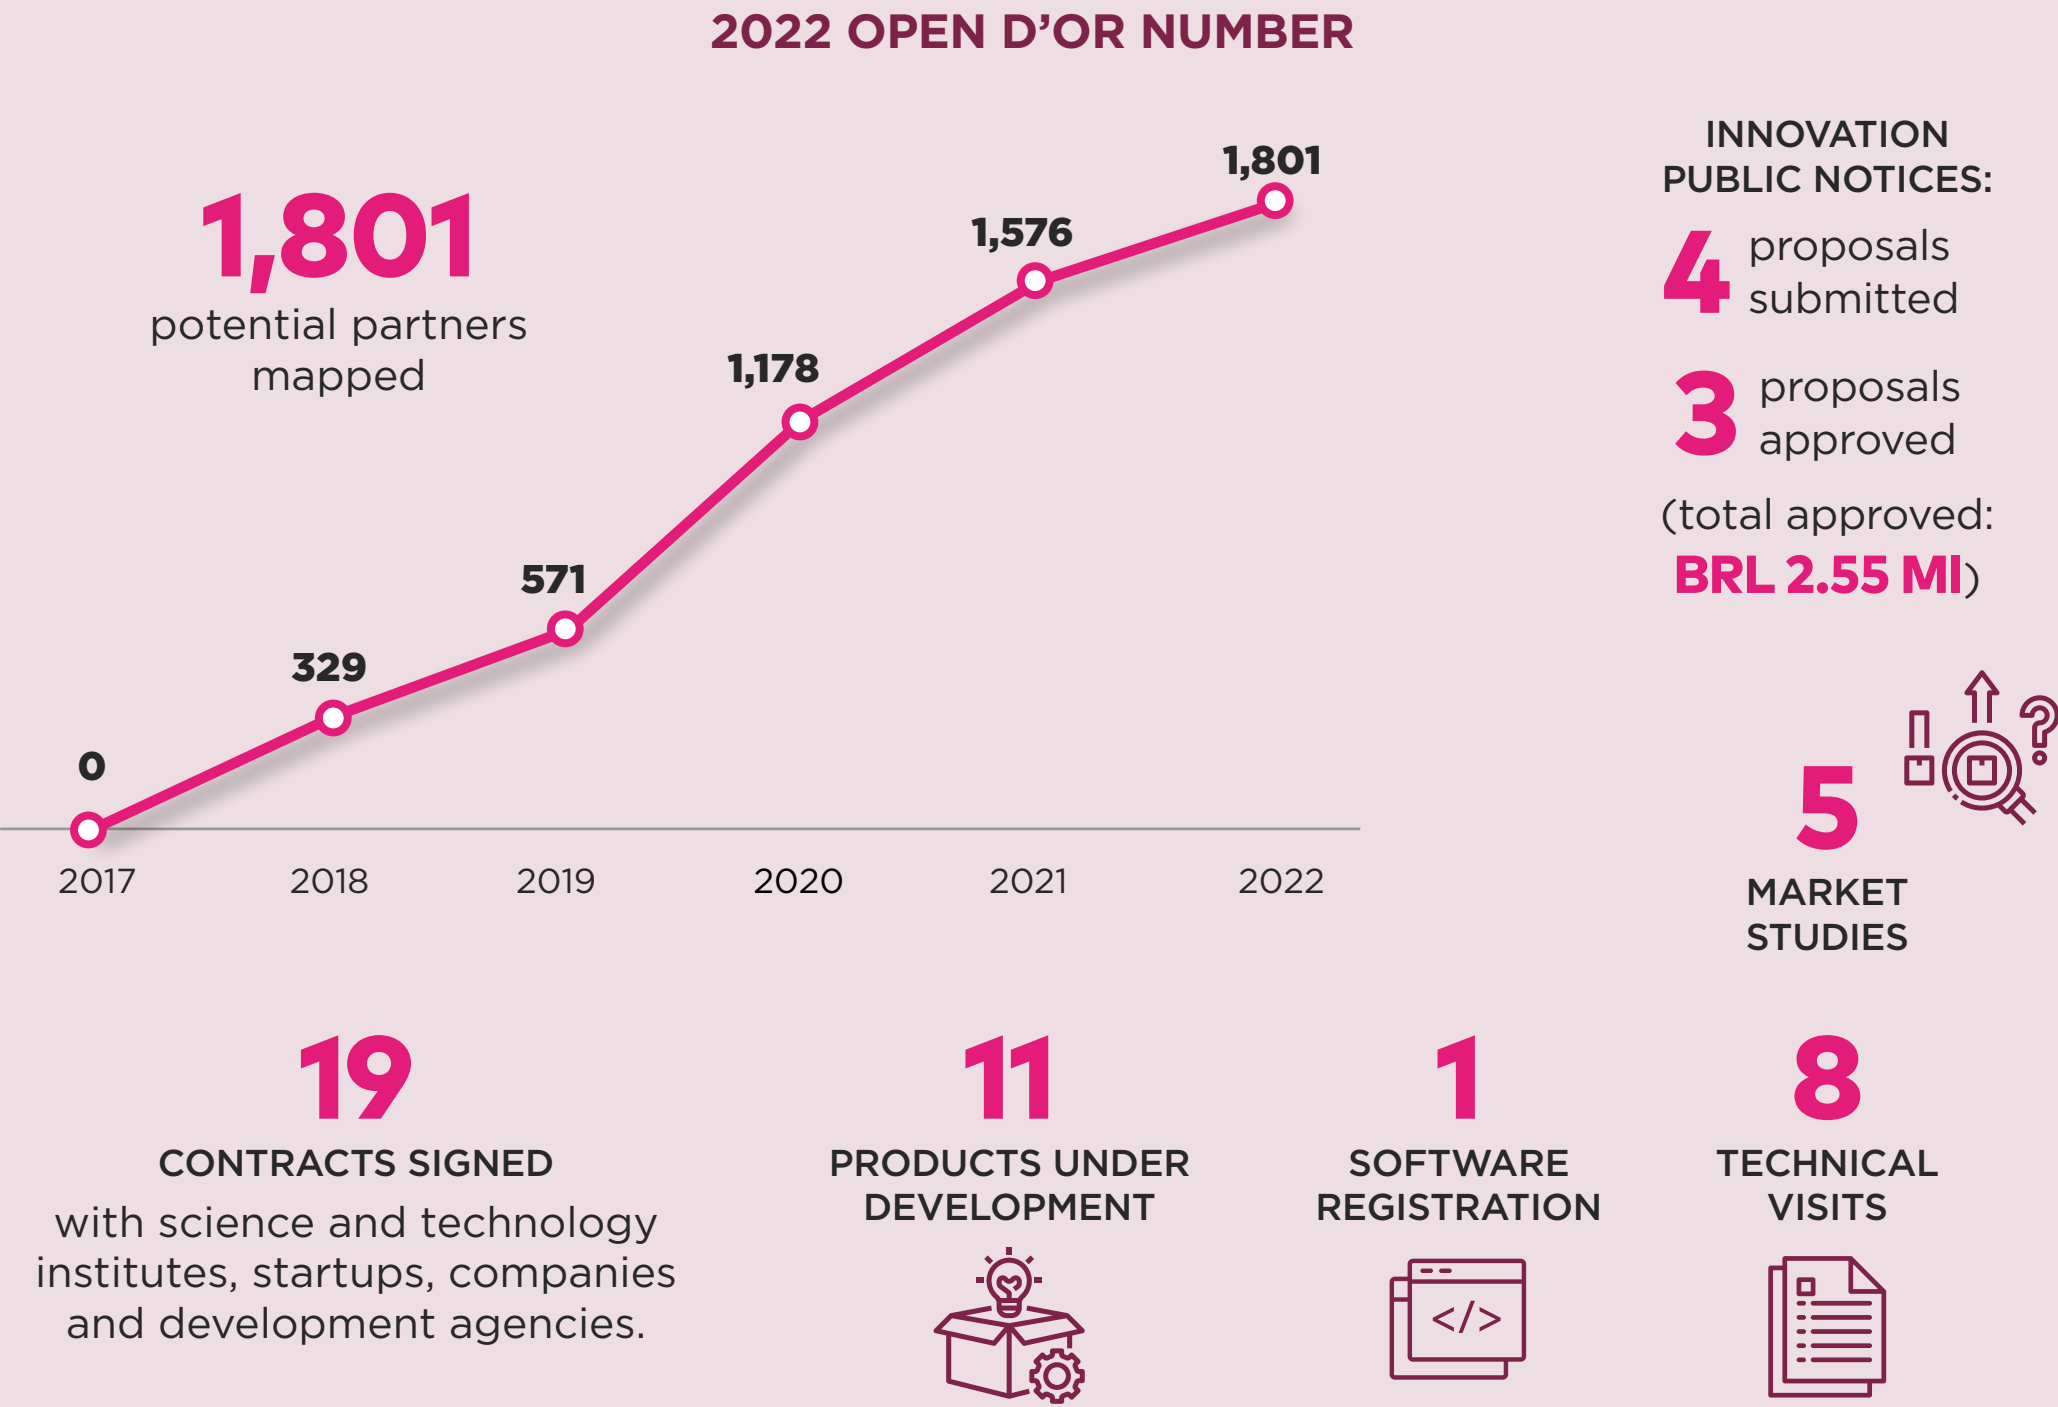 2022 OPEN D’OR NUMBER
1,801
potential partners
mapped
0
329
571
1,178
1,576
1,801
2017
2018
2019
2020
2021
2022
INNOVATION
PUBLIC NOTICES:
4 proposals
submitted
3 proposals
approved
(total approved:
BRL 2.55 MI)
5
MARKET
STUDIES
19
CONTRACTS SIGNED
with science and technology
institutes, startups, companies
and development agencies.
11
PRODUCTS UNDER
DEVELOPMENT
1
SOFTWARE
REGISTRATION
</>
8
TECHNICAL
VISITS